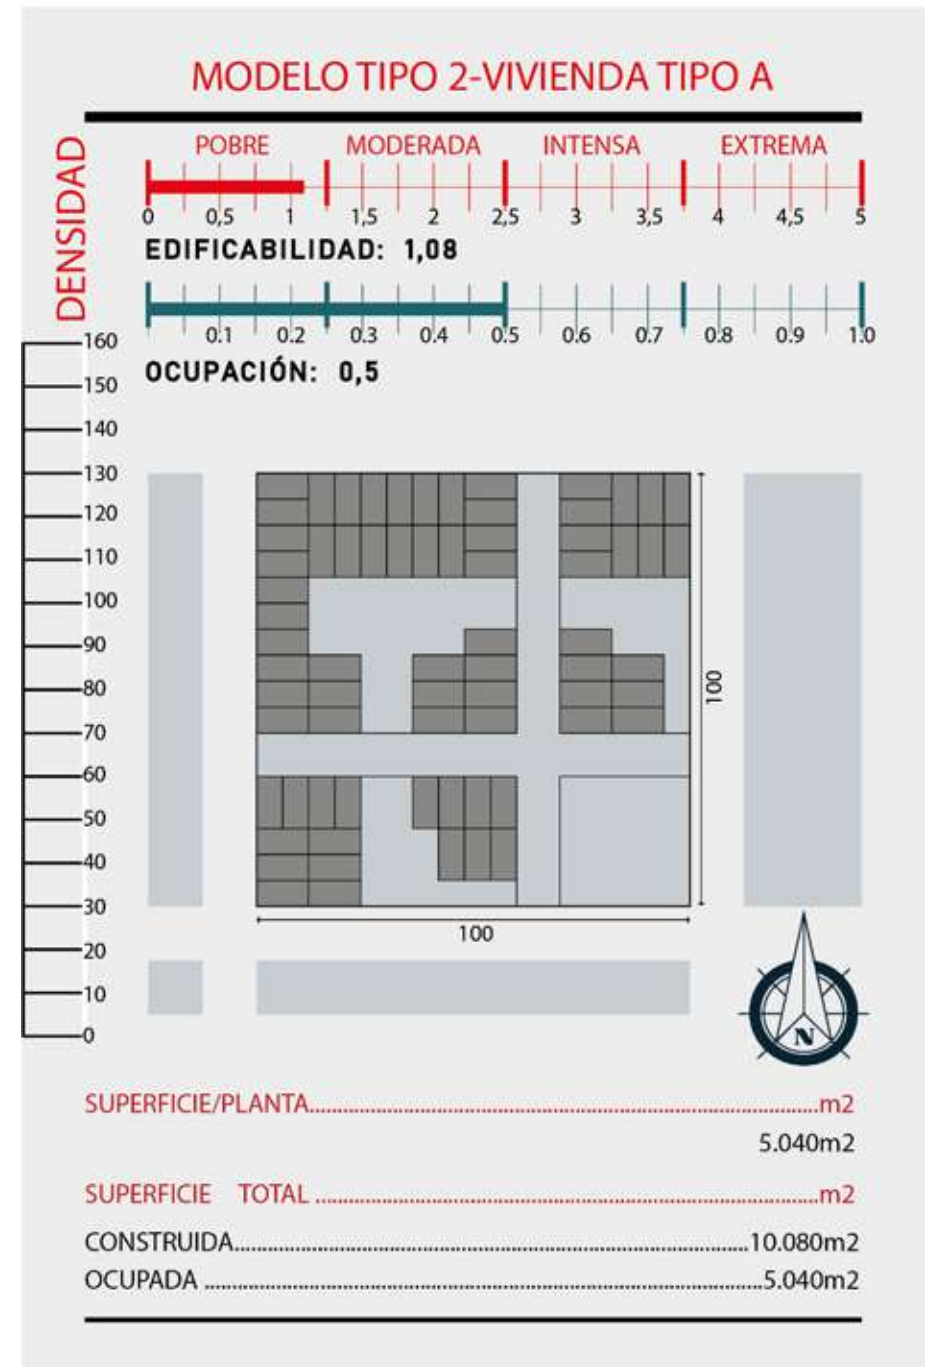 MODELO TIPO 2-VIVIENDA TIPO A
DENSIDAD
POBRE MODERADA INTENSA EXTREMA
0 0,5 1 1,5 2 2,5 3 3,5 4 4,5 5
EDIFICABILIDAD: 1,08
0.1 0.2 0.3 0.4 0.5 0.6 0.7 0.8 0.9 1.0
OCUPACIÓN: 0,5
160
150
140
130
120
110
100
90
80
70
60
50
40
30
20
10
0
100
100
N
SUPERFICIE/PLANTA......m2
5.040m2
SUPERFICIE TOTAL......m2
CONSTRUIDA......10.080m2
OCUPADA......5.040m2